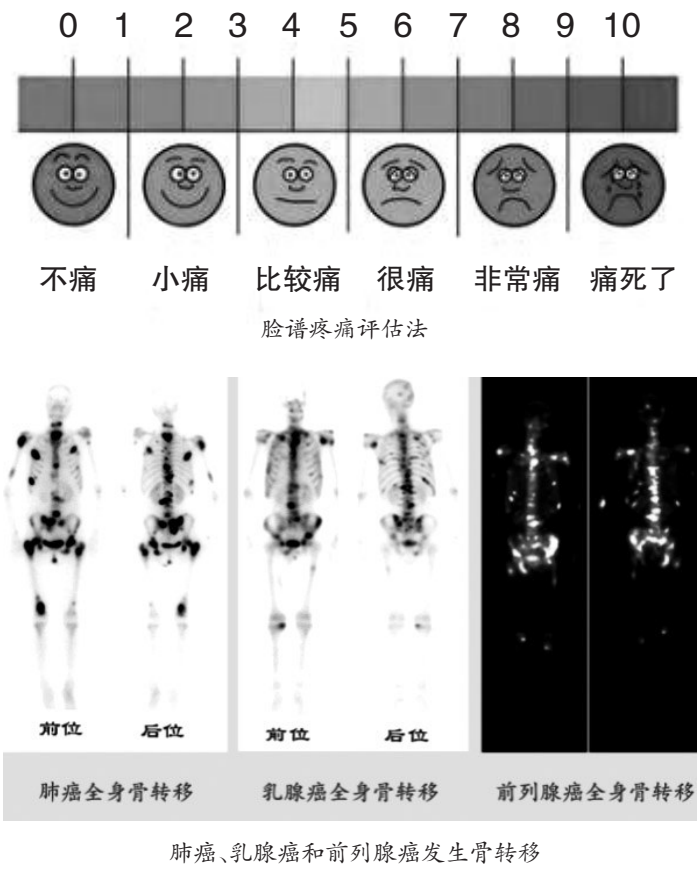 0 1 2 3 4 5 6 7 8 9 10
不痛 小痛 比较痛 很痛 非常痛 痛死了
脸谱疼痛评估法
前位 后位 前位 后位
肺癌全身骨转移 乳腺癌全身骨转移 前列腺癌全身骨转移
肺癌、乳腺癌和前列腺癌发生骨转移